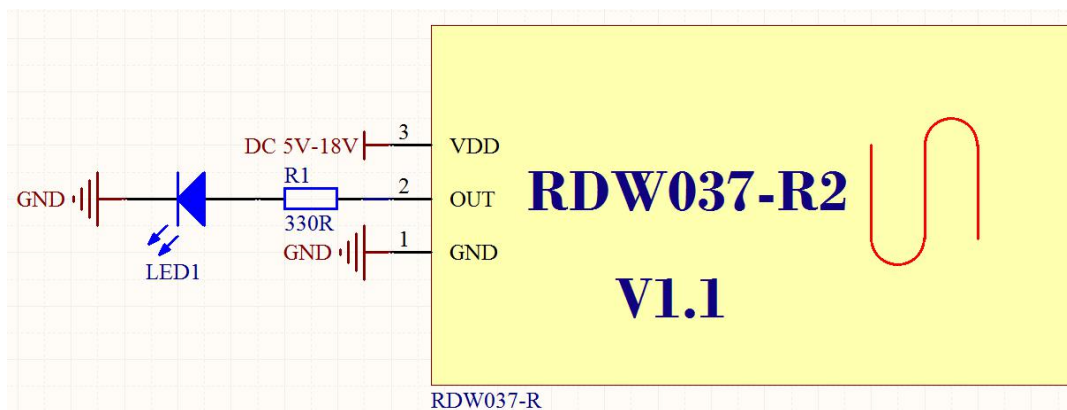 DC 5V-18V
3
VDD
R1
GND
2
OUT
RDW037-R2
330R
GND
1
GND
LED1
V1.1
RDW037-R